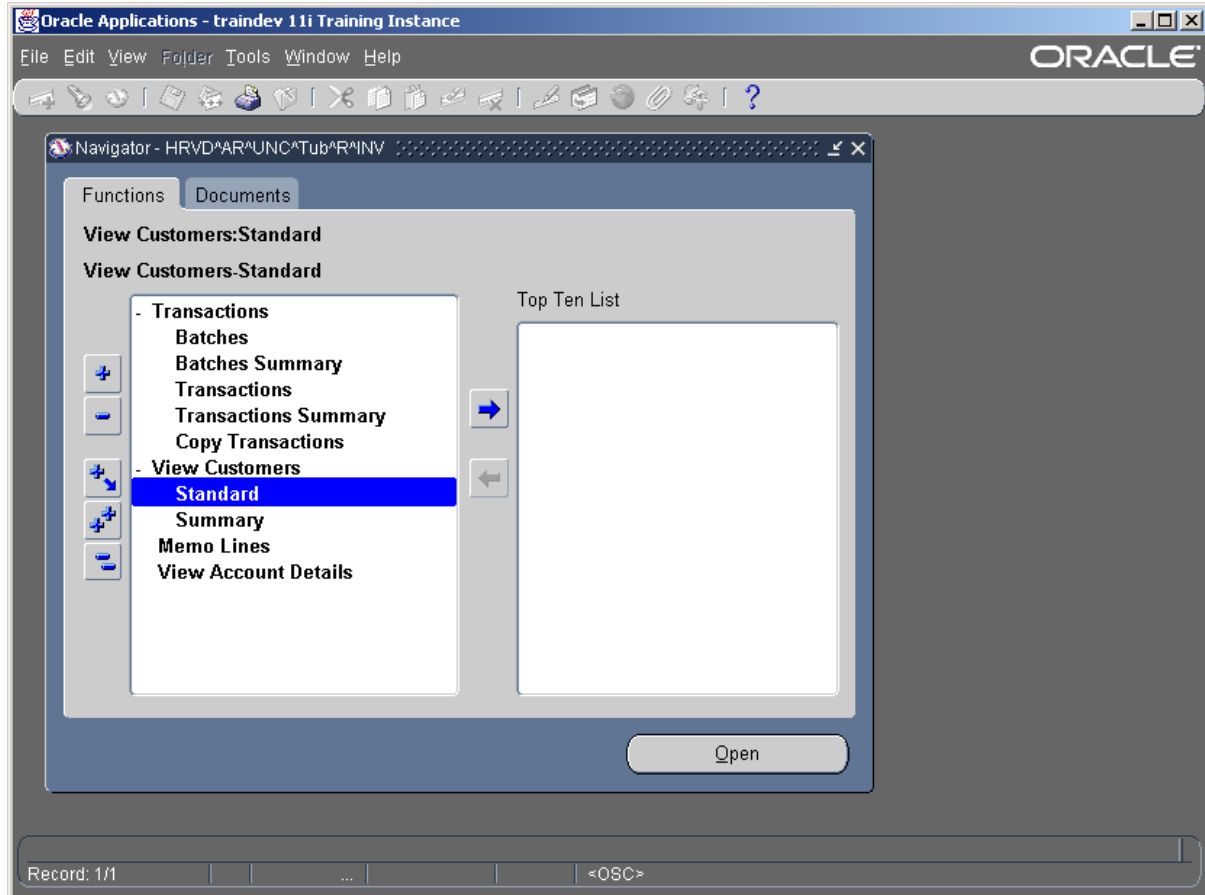 Oracle Applications - traindev 11i Training Instance
File Edit View Folder Tools Window Help
ORACLE
?
Navigator - HRVD^AR^UNC^Tub^R^INV
Functions Documents
View Customers:Standard
View Customers-Standard
Top Ten List
- Transactions
Batches
Batches Summary
Transactions
Transactions Summary
Copy Transactions
- View Customers
Standard
Summary
Memo Lines
View Account Details
Open
Record: 1/1 ... <OSC>